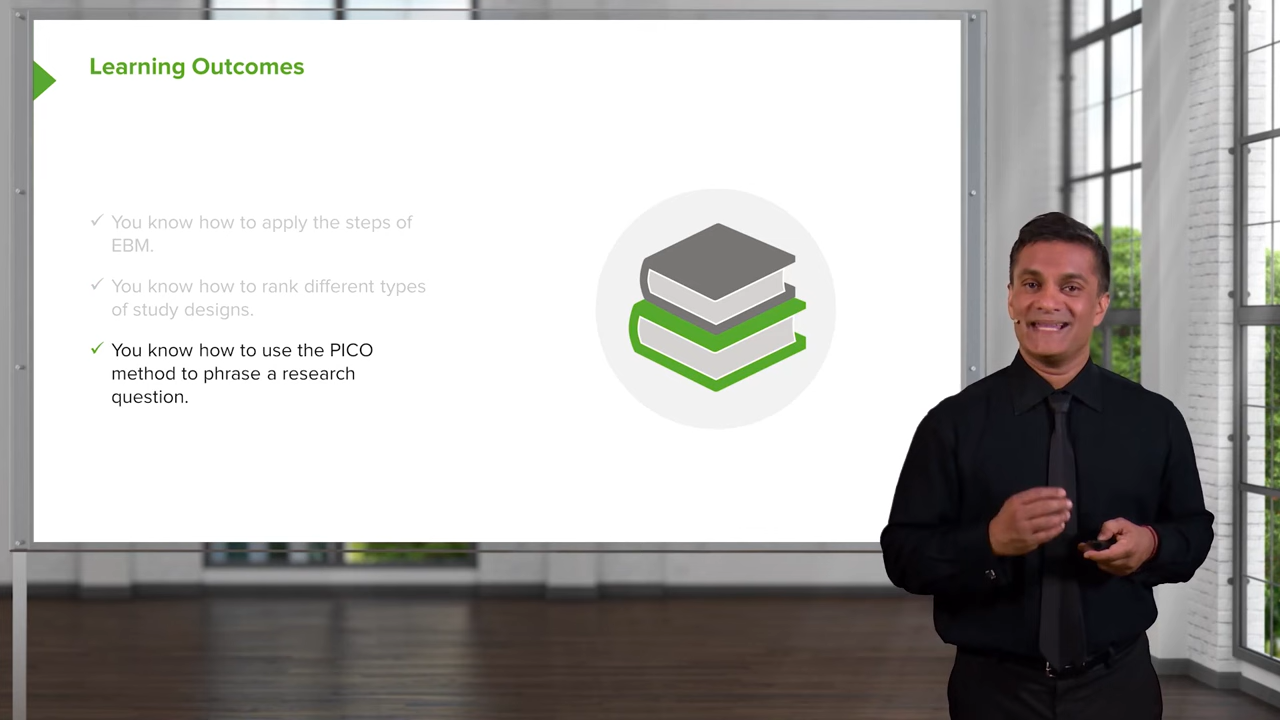 Learning Outcomes
✓ You know how to apply the steps of
EBM.
✓ You know how to rank different types
of study designs.
✓ You know how to use the PICO
method to phrase a research
question.